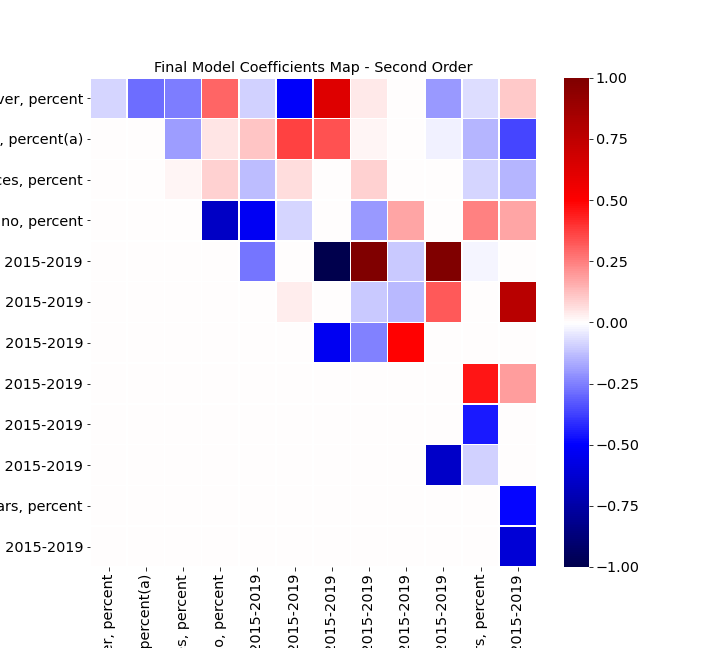 Final Model Coefficients Map - Second Order
ver, percent
, percent(a)
ces, percent
no, percent
2015-2019
2015-2019
2015-2019
2015-2019
2015-2019
2015-2019
ars, percent
2015-2019
1.00
0.75
0.50
0.25
0.00
−0.25
−0.50
−0.75
−1.00
er, percent
percent(a)
s, percent
o, percent
2015-2019
2015-2019
2015-2019
2015-2019
2015-2019
2015-2019
rs, percent
2015-2019